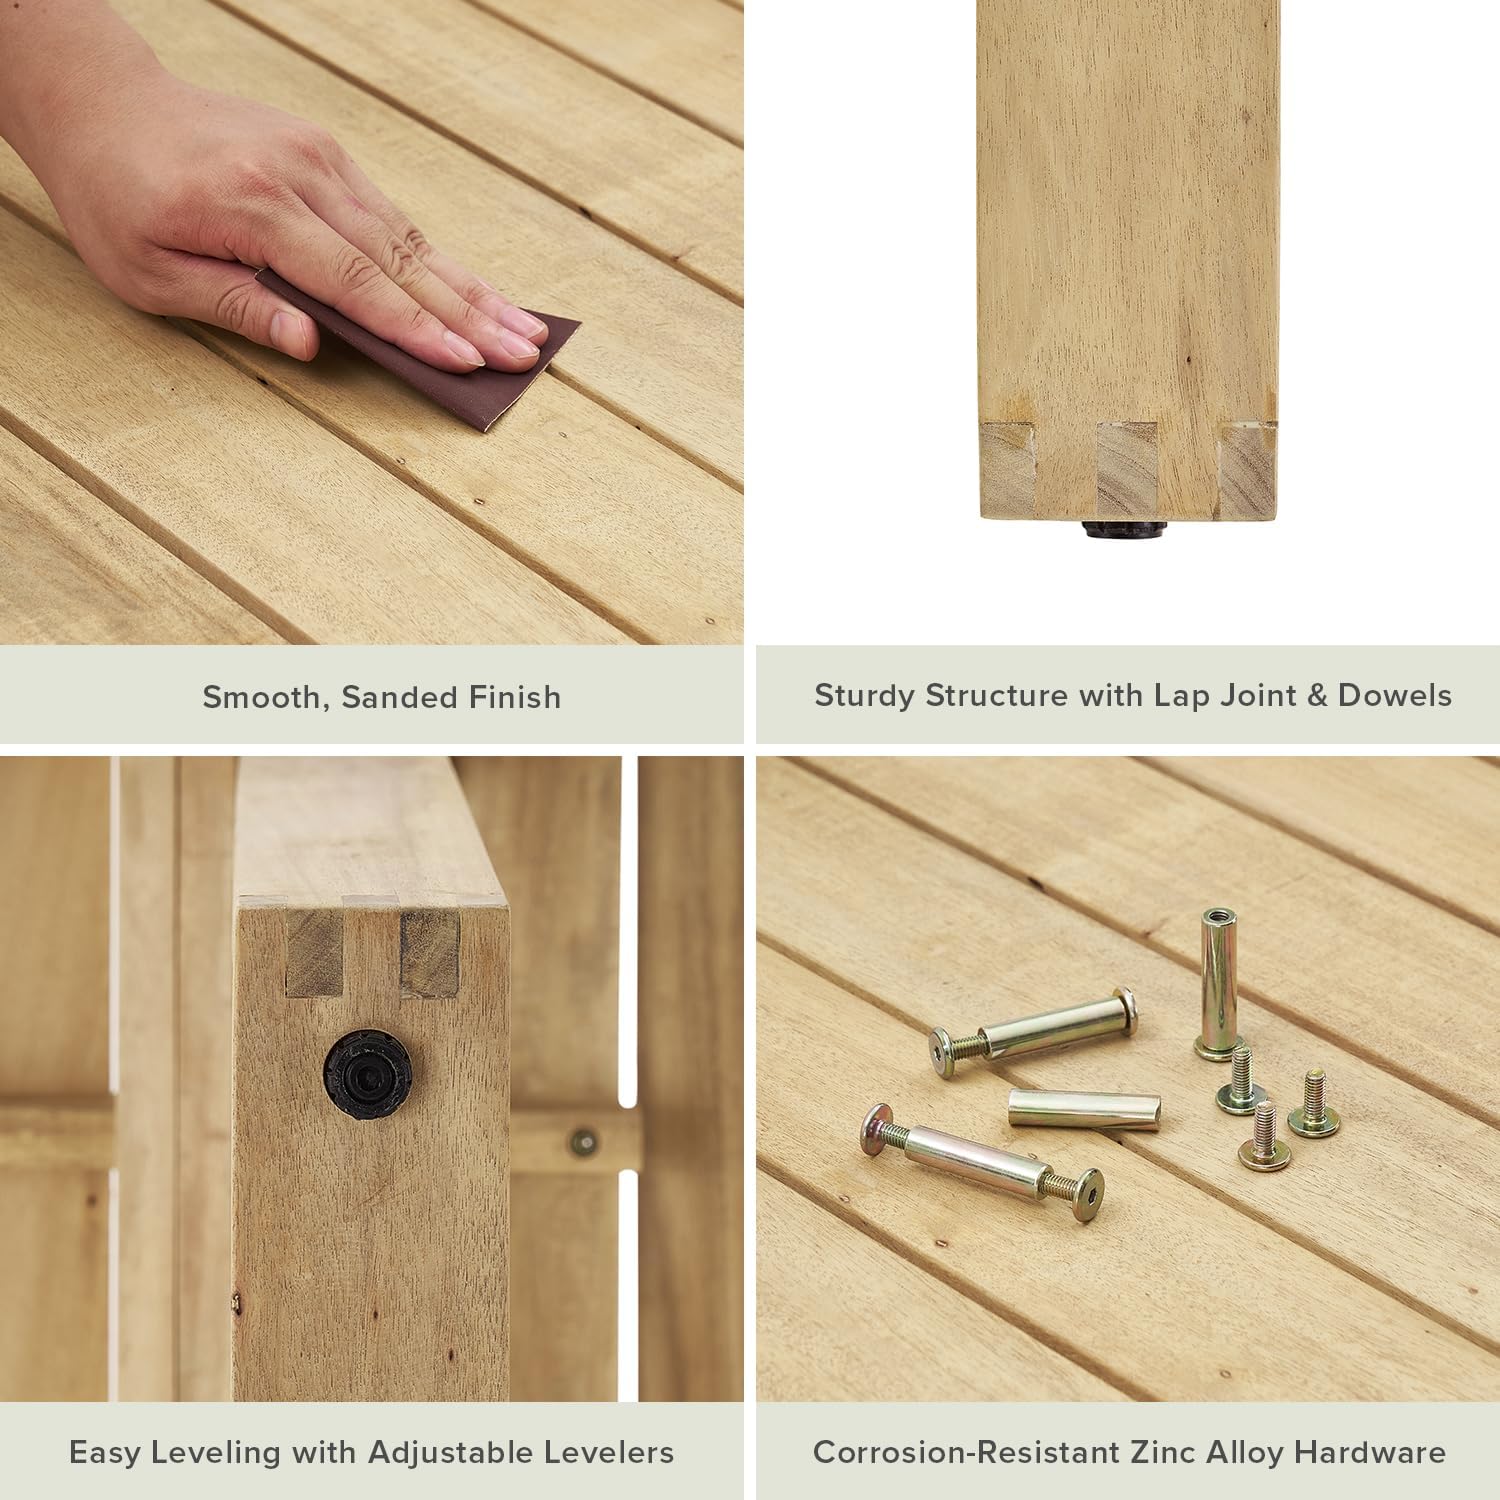 Smooth, Sanded Finish
Sturdy Structure with Lap Joint & Dowels
Easy Leveling with Adjustable Levelers
Corrosion-Resistant Zinc Alloy Hardware